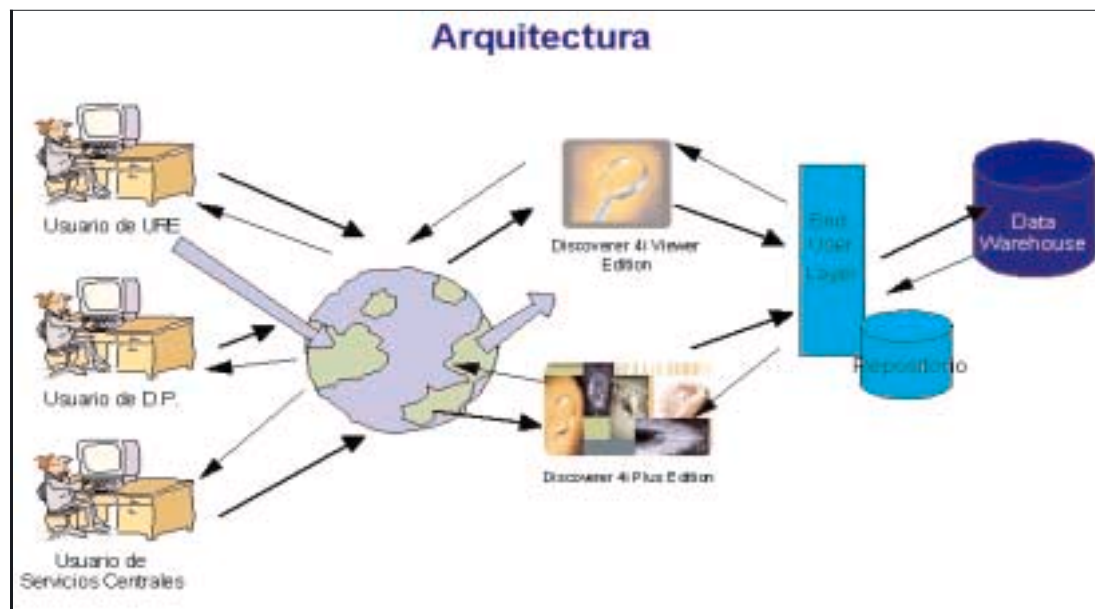 Arquitectura
Usuario de URE
Discoverer 4i Viewer
Edition
End
User
Layer
Data
Warehouse
Usuario de D.P.
Repositorio
Discoverer 4i Plus Edition
Usuario de
Servicios Centrales